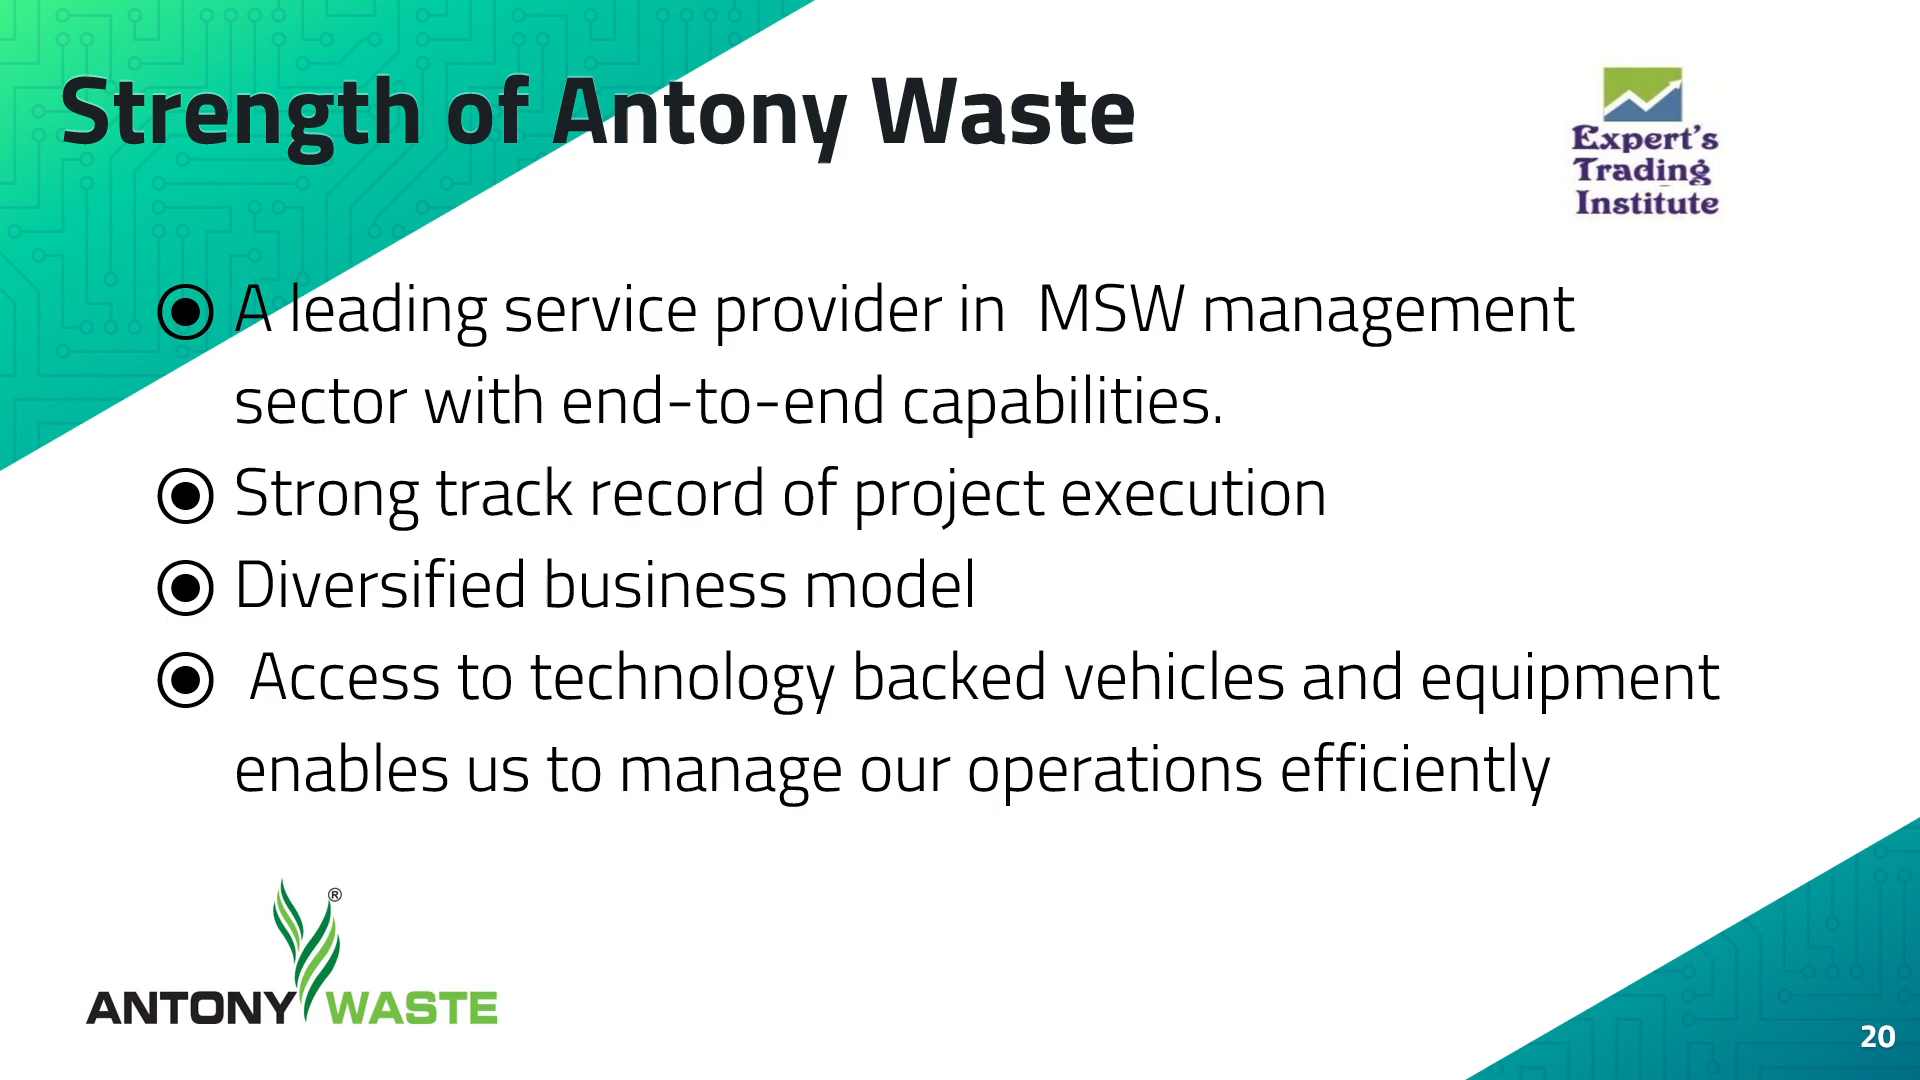 Strength of Antony Waste
Expert's
Trading
Institute
A leading service provider in  MSW management
sector with end-to-end capabilities.
Strong track record of project execution
Diversified business model
Access to technology backed vehicles and equipment
enables us to manage our operations efficiently
®
ANTONY WASTE
20